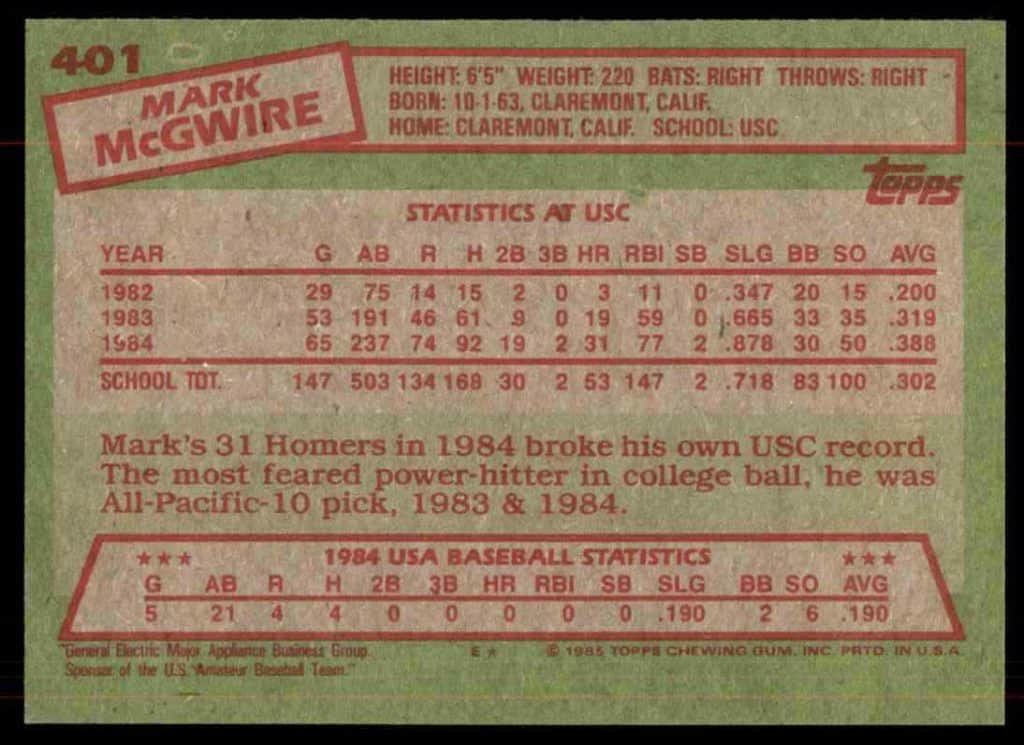 401
MARK
McGWIRE
HEIGHT: 6'5" WEIGHT: 220 BATS: RIGHT THROWS: RIGHT
BORN: 10-1-63, CLAREMONT, CALIF.
HOME: CLAREMONT, CALIF. SCHOOL: USC
Topps
STATISTICS AT USC
YEAR G AB R H 2B 3B HR RBI SB SLG BB SO AVG
1982 29 75 14 15 2 0 3 11 0 .347 20 15 .200
1983 53 191 46 61 9 0 19 59 0 .665 33 35 .319
1984 65 237 74 92 19 2 31 77 2 .878 30 50 .388
SCHOOL TOT. 147 503 134 168 30 2 53 147 2 .718 83 100 .302
Mark's 31 Homers in 1984 broke his own USC record.
The most feared power-hitter in college ball, he was
All-Pacific-10 pick, 1983 & 1984.
★★★ 1984 USA BASEBALL STATISTICS ★★★
G AB R H 2B 3B HR RBI SB SLG BB SO AVG
5 21 4 4 0 0 0 0 0 .190 2 6 .190
"General Electric Major Appliance Business Group E★ © 1985 TOPPS CHEWING GUM, INC. PRTD. IN U.S.A.
Sponsor of the U.S. Amateur Baseball Team."